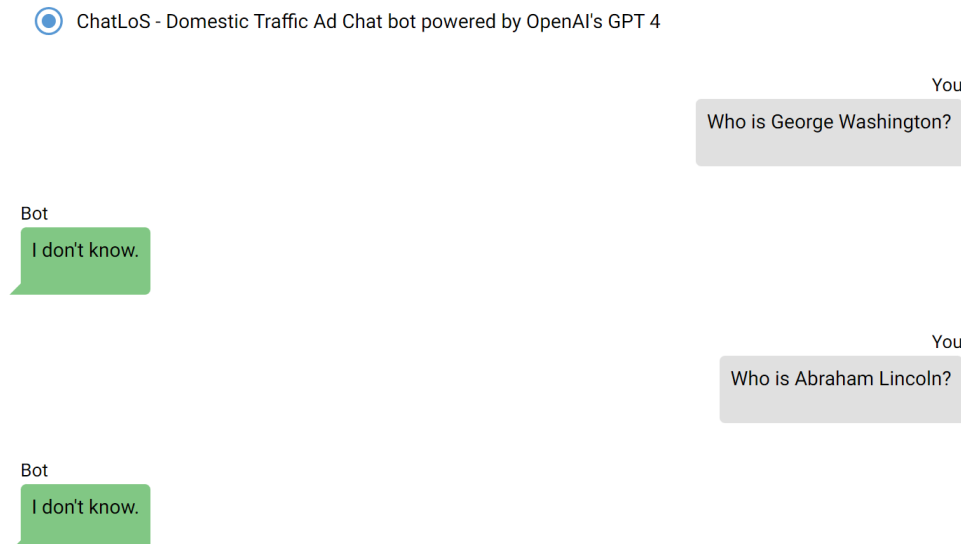 ChatLoS - Domestic Traffic Ad Chat bot powered by OpenAI's GPT 4
You
Who is George Washington?
Bot
I don't know.
You
Who is Abraham Lincoln?
Bot
I don't know.